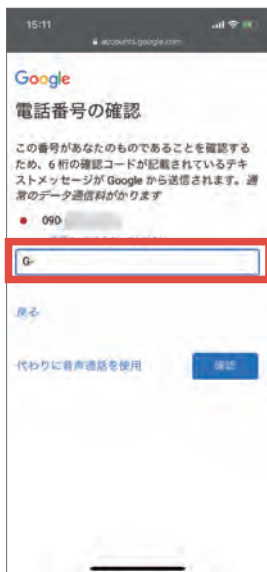 15:11
accounts.google.com
Google
電話番号の確認
この番号があなたのものであることを確認する
ため、6 桁の確認コードが記載されているテキ
ストメッセージが Google から送信されます。通
常のデータ通信料がかります
090
G-
戻る
代わりに音声通話を使用
確認